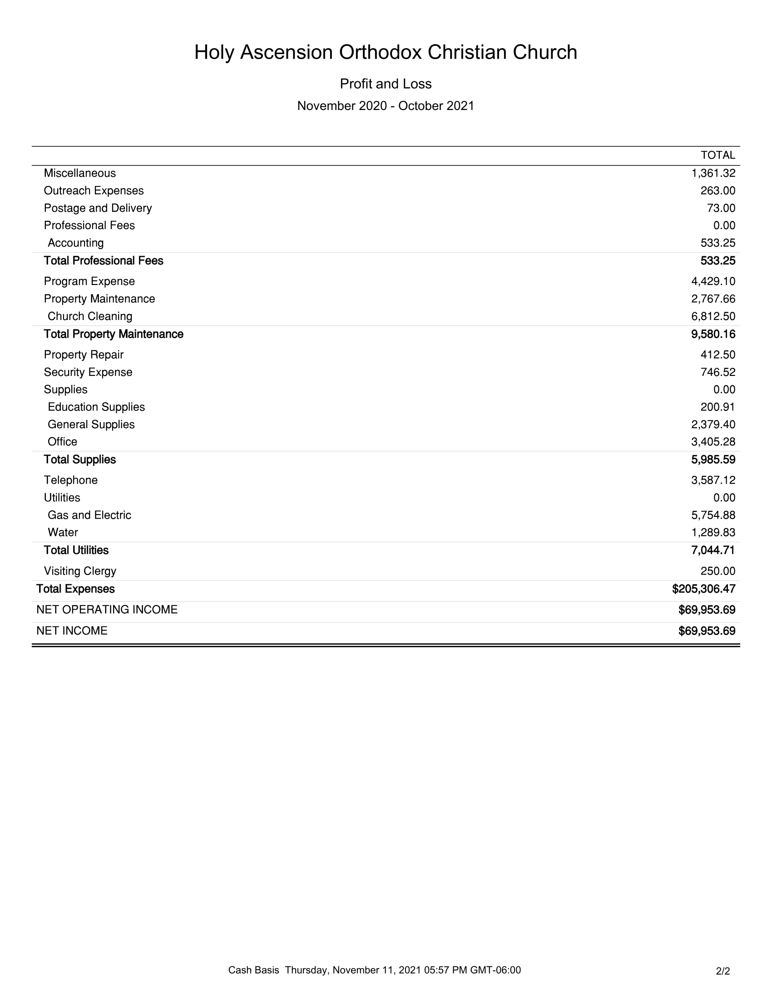 Holy Ascension Orthodox Christian Church
Profit and Loss
November 2020 - October 2021
TOTAL
Miscellaneous 1,361.32
Outreach Expenses 263.00
Postage and Delivery 73.00
Professional Fees 0.00
Accounting 533.25
Total Professional Fees 533.25
Program Expense 4,429.10
Property Maintenance 2,767.66
Church Cleaning 6,812.50
Total Property Maintenance 9,580.16
Property Repair 412.50
Security Expense 746.52
Supplies 0.00
Education Supplies 200.91
General Supplies 2,379.40
Office 3,405.28
Total Supplies 5,985.59
Telephone 3,587.12
Utilities 0.00
Gas and Electric 5,754.88
Water 1,289.83
Total Utilities 7,044.71
Visiting Clergy 250.00
Total Expenses $205,306.47
NET OPERATING INCOME $69,953.69
NET INCOME $69,953.69
Cash Basis  Thursday, November 11, 2021 05:57 PM GMT-06:00 2/2